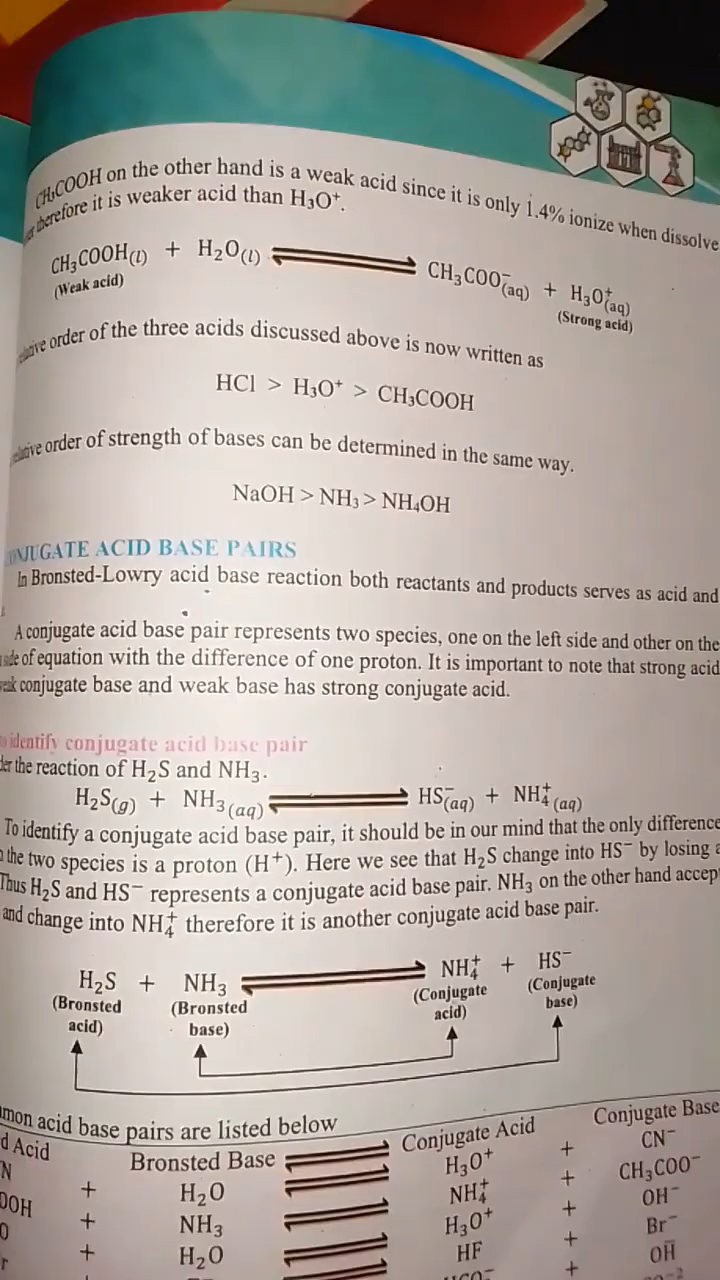 CH₃COOH on the other hand is a weak acid since it is only 1.4% ionize when dissolve
therefore it is weaker acid than H₃O⁺.
CH₃COOH(l) + H₂O(l) ⇌ CH₃COO⁻(aq) + H₃O⁺(aq)
(Weak acid) (Strong acid)
order of the three acids discussed above is now written as
HCl > H₃O⁺ > CH₃COOH
order of strength of bases can be determined in the same way.
NaOH > NH₃ > NH₄OH
CONJUGATE ACID BASE PAIRS
In Bronsted-Lowry acid base reaction both reactants and products serves as acid and
A conjugate acid base pair represents two species, one on the left side and other on the
side of equation with the difference of one proton. It is important to note that strong acid
conjugate base and weak base has strong conjugate acid.
identify conjugate acid base pair
the reaction of H₂S and NH₃.
H₂S(g) + NH₃(aq) ⇌ HS⁻(aq) + NH₄⁺(aq)
To identify a conjugate acid base pair, it should be in our mind that the only difference
the two species is a proton (H⁺). Here we see that H₂S change into HS⁻ by losing a
Thus H₂S and HS⁻ represents a conjugate acid base pair. NH₃ on the other hand accep
and change into NH₄⁺ therefore it is another conjugate acid base pair.
H₂S + NH₃ ⇌ NH₄⁺ + HS⁻
(Bronsted acid) (Bronsted base) (Conjugate acid) (Conjugate base)
mon acid base pairs are listed below
d Acid Bronsted Base ⇌ Conjugate Acid Conjugate Base
N + H₂O ⇌ H₃O⁺ + CN⁻
OOH + NH₃ ⇌ NH₄⁺ + CH₃COO⁻
O + H₂O ⇌ H₃O⁺ + OH⁻
r HF + Br⁻
+ OH⁻